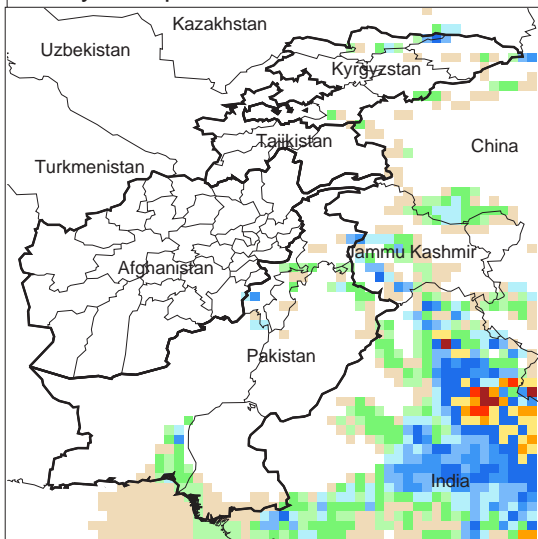 Kazakhstan
Uzbekistan
Kyrgyzstan
Tajikistan
China
Turkmenistan
Jammu Kashmir
Afghanistan
Pakistan
India